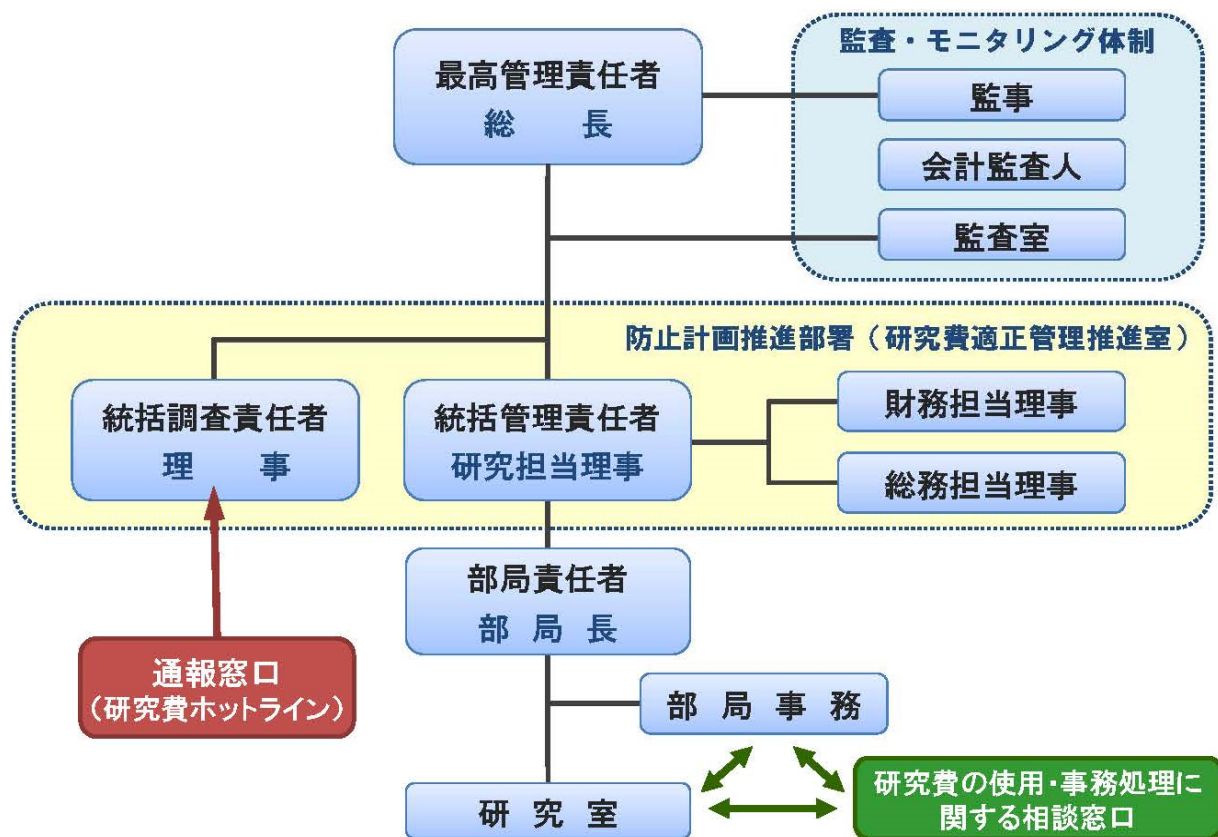 最高管理責任者
総 長
監査・モニタリング体制
監事
会計監査人
監査室
防止計画推進部署(研究費適正管理推進室)
統括調査責任者
理 事
統括管理責任者
研究担当理事
財務担当理事
総務担当理事
部局責任者
部 局 長
通報窓口
(研究費ホットライン)
部 局 事 務
研 究 室
研究費の使用・事務処理に
関する相談窓口